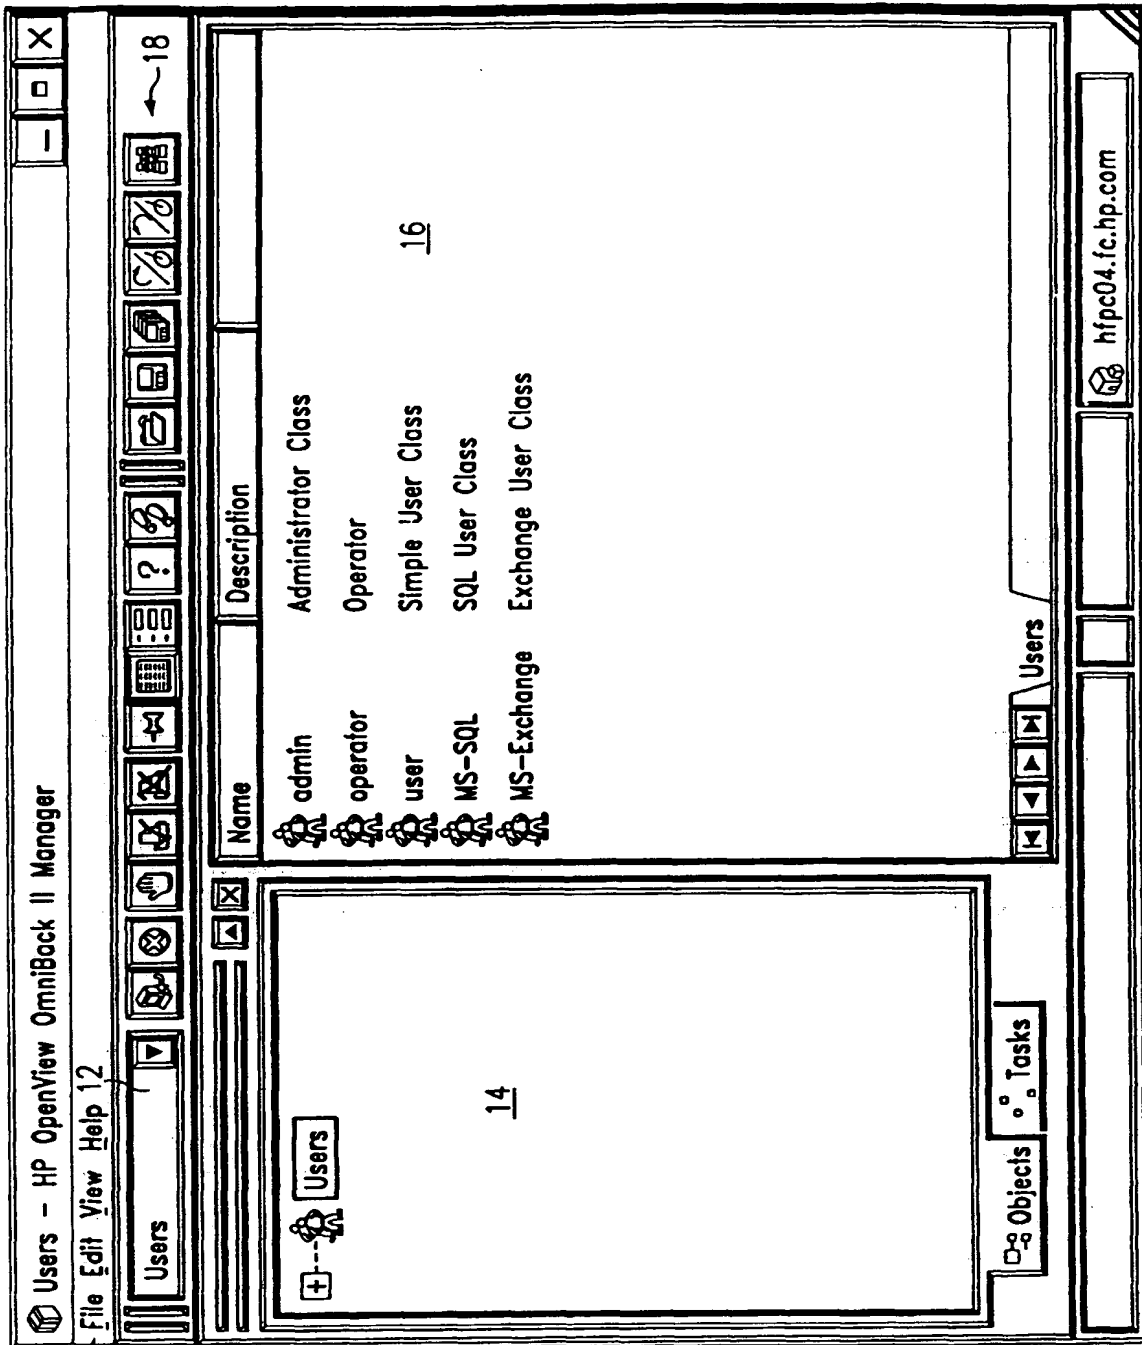 Users - HP OpenView OmniBack II Manager
File Edit View Help 12
Users
?
18
Users
14
Objects
Tasks
Name Description
admin Administrator Class
operator Operator
user Simple User Class
MS-SQL SQL User Class
MS-Exchange Exchange User Class
16
Users
hfpc04.fc.hp.com